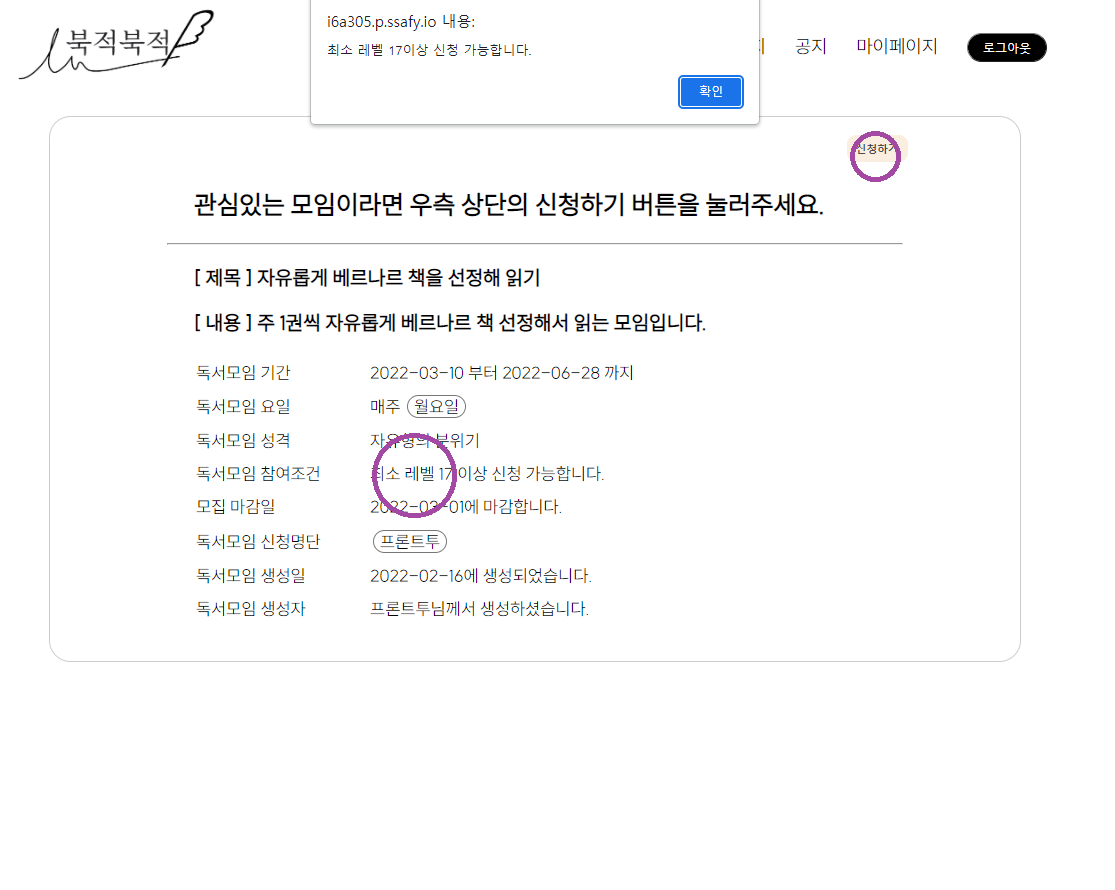 북적북적
i6a305.p.ssafy.io 내용:
최소 레벨 17이상 신청 가능합니다.
확인
공지
마이페이지
로그아웃
신청하기
관심있는 모임이라면 우측 상단의 신청하기 버튼을 눌러주세요.
[ 제목 ] 자유롭게 베르나르 책을 선정해 읽기
[ 내용 ] 주 1권씩 자유롭게 베르나르 책 선정해서 읽는 모임입니다.
독서모임 기간 2022-03-10 부터 2022-06-28 까지
독서모임 요일 매주 월요일
독서모임 성격 자유형의 분위기
독서모임 참여조건 최소 레벨 17이상 신청 가능합니다.
모집 마감일 2022-03-01에 마감합니다.
독서모임 신청명단 프론트투
독서모임 생성일 2022-02-16에 생성되었습니다.
독서모임 생성자 프론트투님께서 생성하셨습니다.